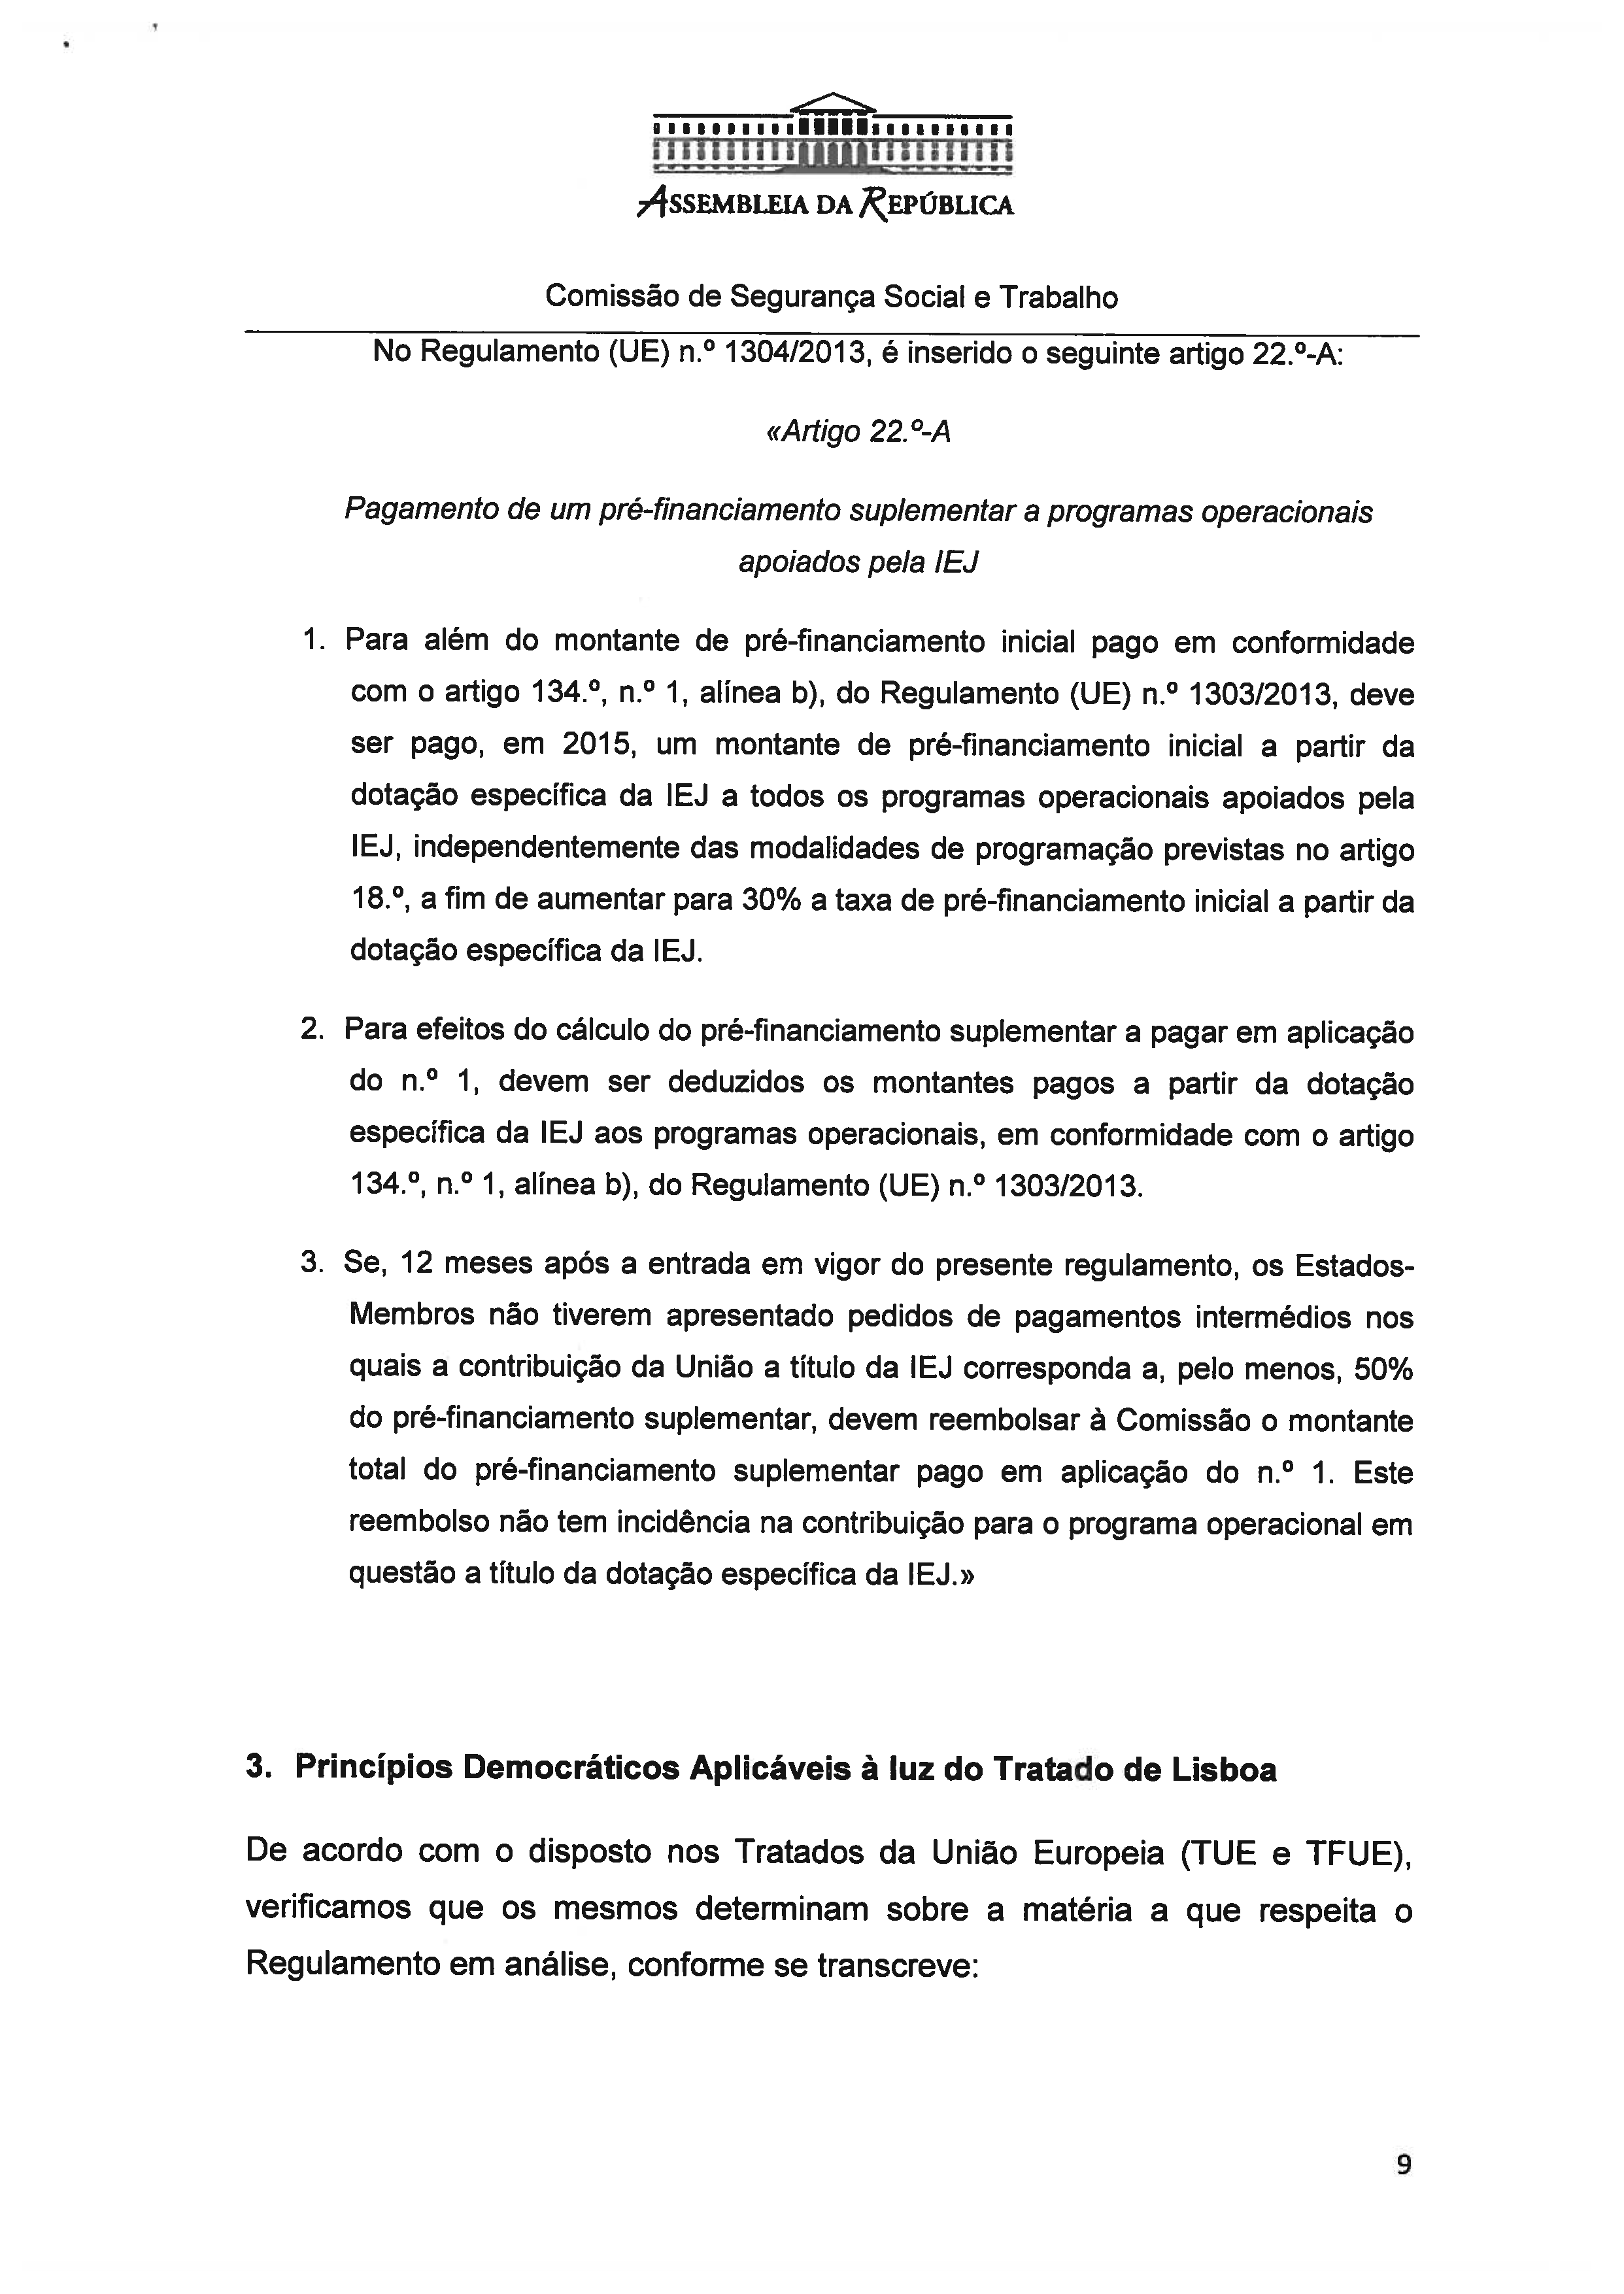 ASSEMBLEIA DA REPÚBLICA
Comissão de Segurança Social e Trabalho
No Regulamento (UE) n.º 1304/2013, é inserido o seguinte artigo 22.º-A:
«Artigo 22.º-A
Pagamento de um pré-financiamento suplementar a programas operacionais
apoiados pela IEJ
1. Para além do montante de pré-financiamento inicial pago em conformidade
com o artigo 134.º, n.º 1, alínea b), do Regulamento (UE) n.º 1303/2013, deve
ser pago, em 2015, um montante de pré-financiamento inicial a partir da
dotação específica da IEJ a todos os programas operacionais apoiados pela
IEJ, independentemente das modalidades de programação previstas no artigo
18.º, a fim de aumentar para 30% a taxa de pré-financiamento inicial a partir da
dotação específica da IEJ.
2. Para efeitos do cálculo do pré-financiamento suplementar a pagar em aplicação
do n.º 1, devem ser deduzidos os montantes pagos a partir da dotação
específica da IEJ aos programas operacionais, em conformidade com o artigo
134.º, n.º 1, alínea b), do Regulamento (UE) n.º 1303/2013.
3. Se, 12 meses após a entrada em vigor do presente regulamento, os Estados-
Membros não tiverem apresentado pedidos de pagamentos intermédios nos
quais a contribuição da União a título da IEJ corresponda a, pelo menos, 50%
do pré-financiamento suplementar, devem reembolsar à Comissão o montante
total do pré-financiamento suplementar pago em aplicação do n.º 1. Este
reembolso não tem incidência na contribuição para o programa operacional em
questão a título da dotação específica da IEJ.»
3. Princípios Democráticos Aplicáveis à luz do Tratado de Lisboa
De acordo com o disposto nos Tratados da União Europeia (TUE e TFUE),
verificamos que os mesmos determinam sobre a matéria a que respeita o
Regulamento em análise, conforme se transcreve:
9